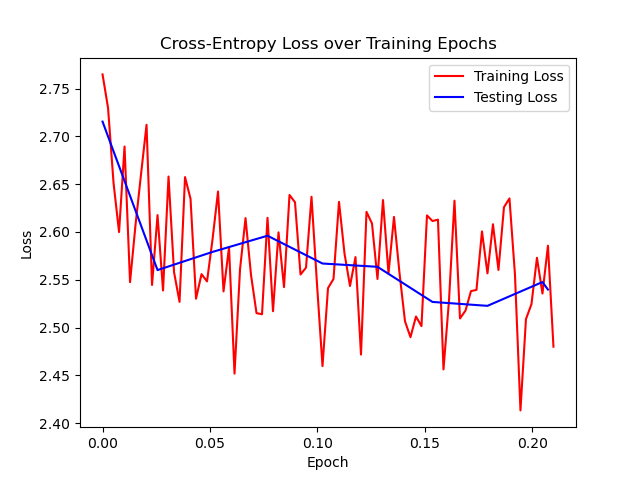 Cross-Entropy Loss over Training Epochs
Training Loss
Testing Loss
2.75
2.70
2.65
2.60
2.55
2.50
2.45
2.40
Loss
0.00
0.05
0.10
0.15
0.20
Epoch